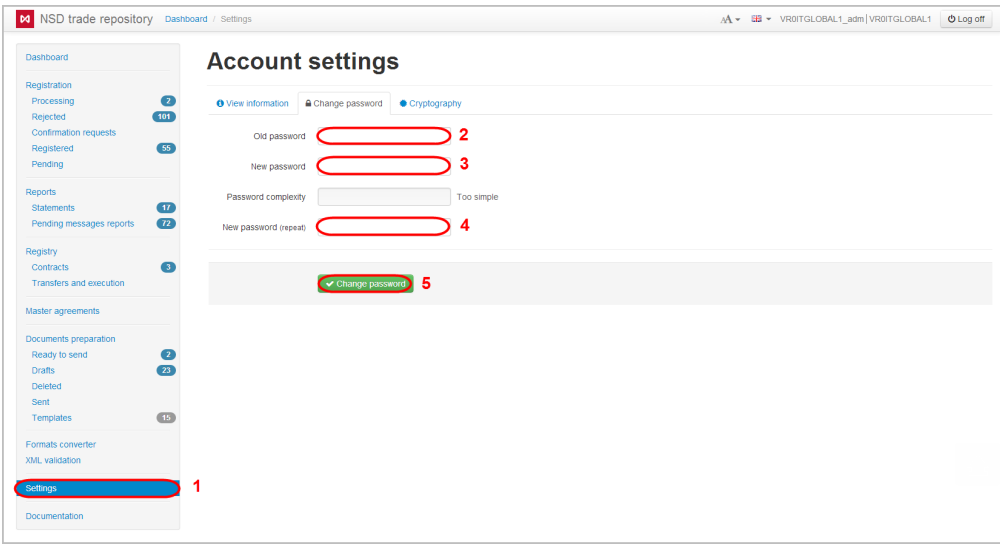 NSD trade repository Dashboard / Settings AA VR0ITGLOBAL1_adm | VR0ITGLOBAL1 Log off
Dashboard
Registration
Processing 2
Rejected 101
Confirmation requests
Registered 55
Pending
Reports
Statements 17
Pending messages reports 72
Registry
Contracts 3
Transfers and execution
Master agreements
Documents preparation
Ready to send 2
Drafts 23
Deleted
Sent
Templates 15
Formats converter
XML validation
Settings 1
Documentation
Account settings
View information Change password Cryptography
Old password 2
New password 3
Password complexity Too simple
New password (repeat) 4
Change password 5